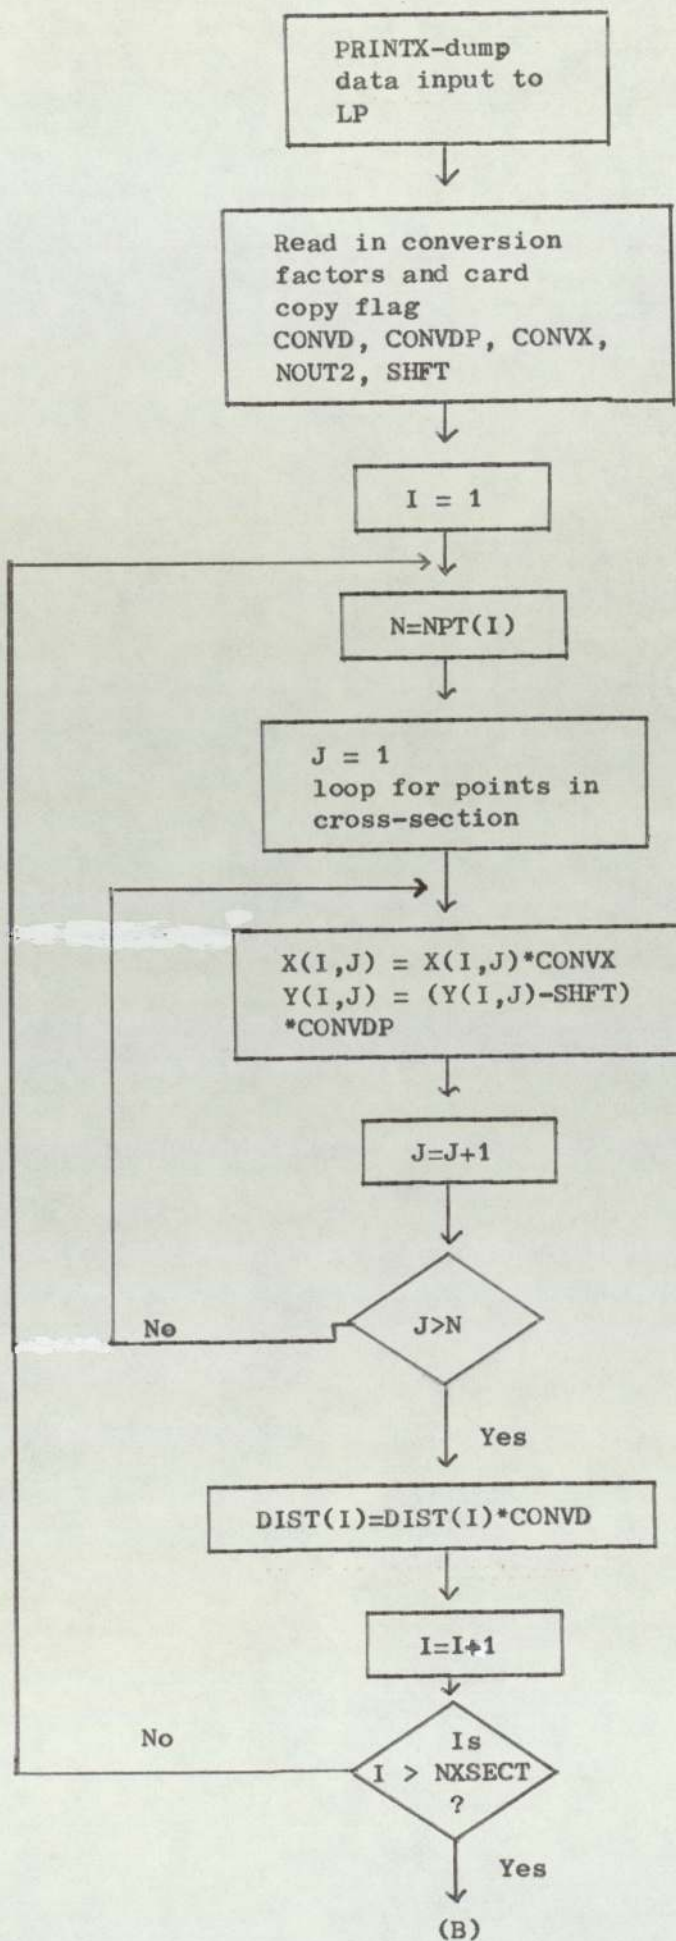 PRINTX-dump
data input to
LP
Read in conversion
factors and card
copy flag
CONVD, CONVDP, CONVX,
NOUT2, SHFT
I = 1
N=NPT(I)
J = 1
loop for points in
cross-section
X(I,J) = X(I,J)*CONVX
Y(I,J) = (Y(I,J)-SHFT)
*CONVDP
J=J+1
J>N
No
Yes
DIST(I)=DIST(I)*CONVD
I=I+1
Is
I > NXSECT
?
No
Yes
(B)